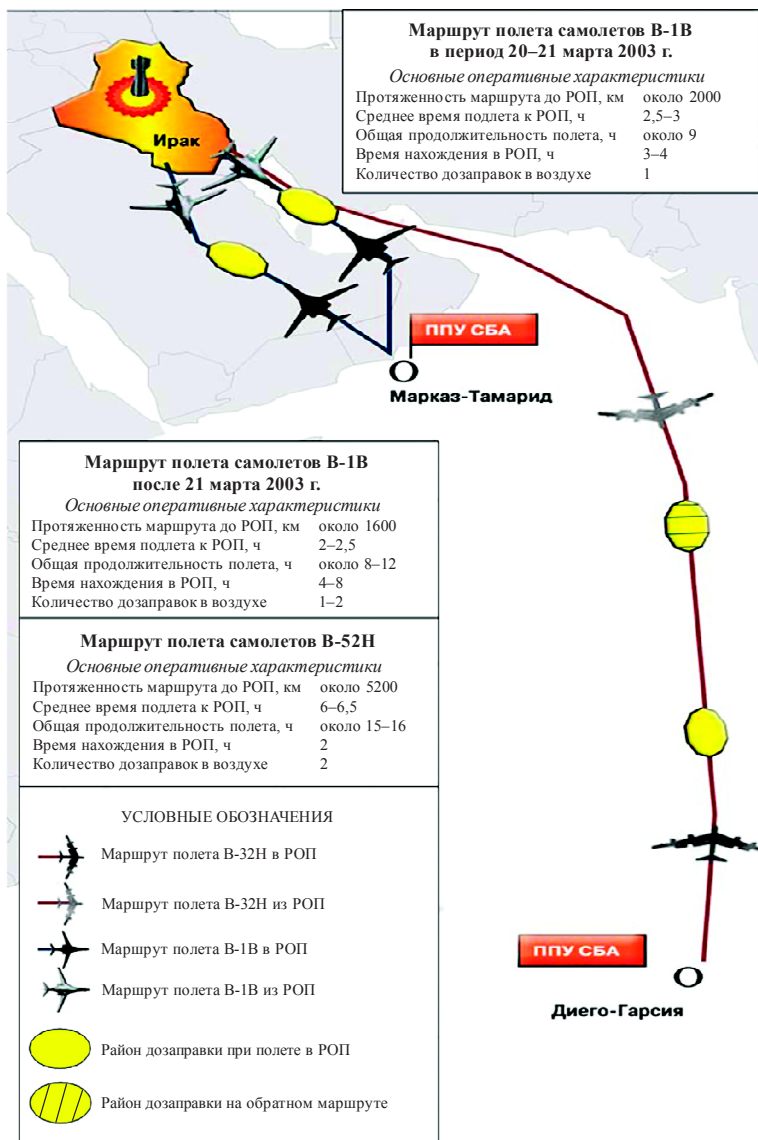 Маршрут полета самолетов В-1В
в период 20–21 марта 2003 г.
Основные оперативные характеристики
Протяженность маршрута до РОП, км около 2000
Среднее время подлета к РОП, ч 2,5–3
Общая продолжительность полета, ч около 9
Время нахождения в РОП, ч 3–4
Количество дозаправок в воздухе 1
Ирак
ППУ СБА
Марказ-Тамарид
Маршрут полета самолетов В-1В
после 21 марта 2003 г.
Основные оперативные характеристики
Протяженность маршрута до РОП, км около 1600
Среднее время подлета к РОП, ч 2–2,5
Общая продолжительность полета, ч около 8–12
Время нахождения в РОП, ч 4–8
Количество дозаправок в воздухе 1–2
Маршрут полета самолетов В-52Н
Основные оперативные характеристики
Протяженность маршрута до РОП, км около 5200
Среднее время подлета к РОП, ч 6–6,5
Общая продолжительность полета, ч около 15–16
Время нахождения в РОП, ч 2
Количество дозаправок в воздухе 2
УСЛОВНЫЕ ОБОЗНАЧЕНИЯ
Маршрут полета В-32Н в РОП
Маршрут полета В-32Н из РОП
Маршрут полета В-1В в РОП
Маршрут полета В-1В из РОП
Район дозаправки при полете в РОП
Район дозаправки на обратном маршруте
ППУ СБА
Диего-Гарсия